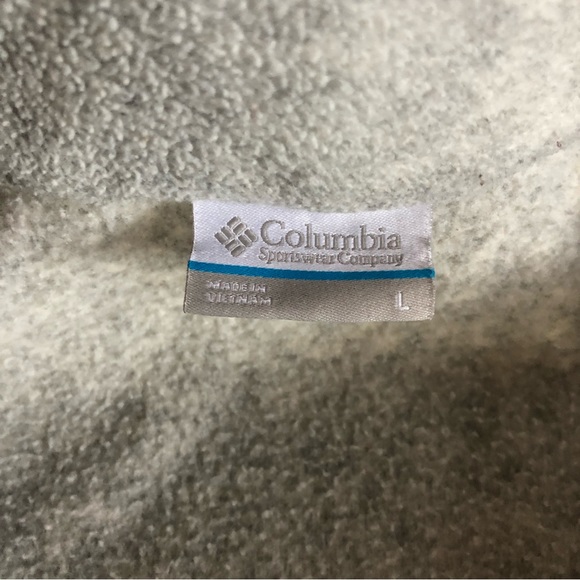 Columbia
Sportswear Company
MADE IN
VIETNAM
L